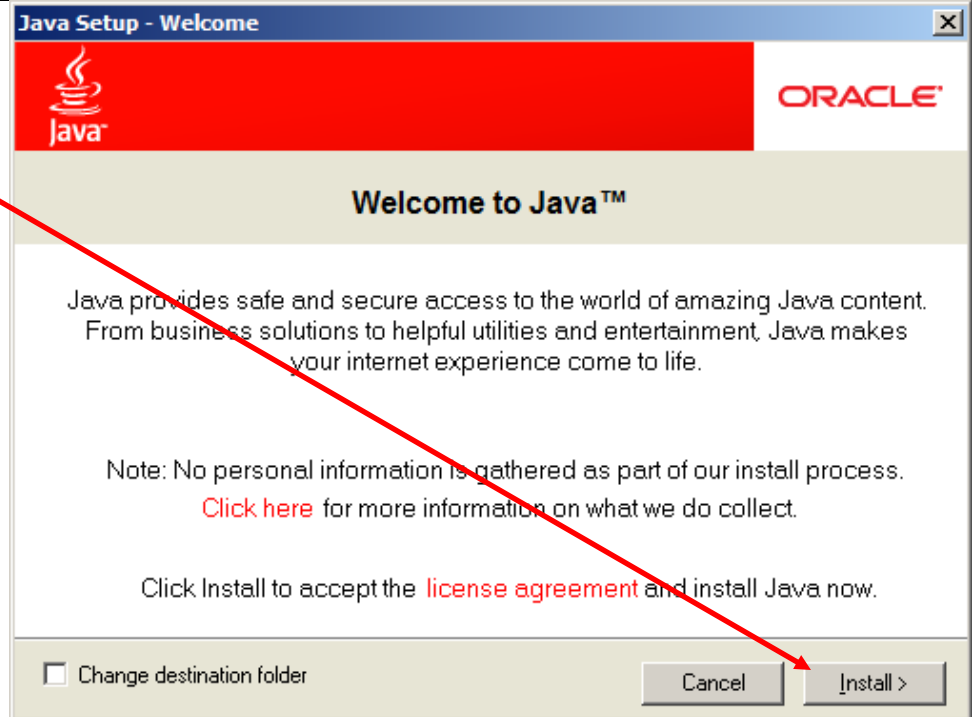 Java Setup - Welcome
Java™
ORACLE®
Welcome to Java™
Java provides safe and secure access to the world of amazing Java content.
From business solutions to helpful utilities and entertainment, Java makes
your internet experience come to life.
Note: No personal information is gathered as part of our install process.
Click here for more information on what we do collect.
Click Install to accept the license agreement and install Java now.
Change destination folder
Cancel
Install >